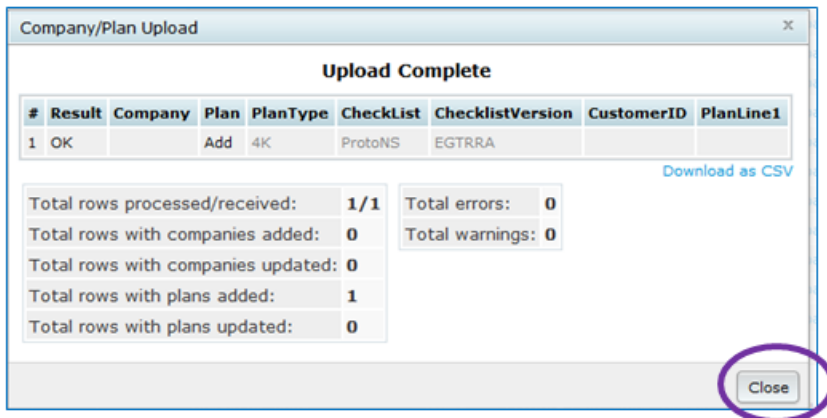 Company/Plan Upload x
Upload Complete
# Result Company Plan PlanType CheckList ChecklistVersion CustomerID PlanLine1
1 OK Add 4K ProtoNS EGTRRA
Download as CSV
Total rows processed/received: 1/1 Total errors: 0
Total rows with companies added: 0 Total warnings: 0
Total rows with companies updated: 0
Total rows with plans added: 1
Total rows with plans updated: 0
Close